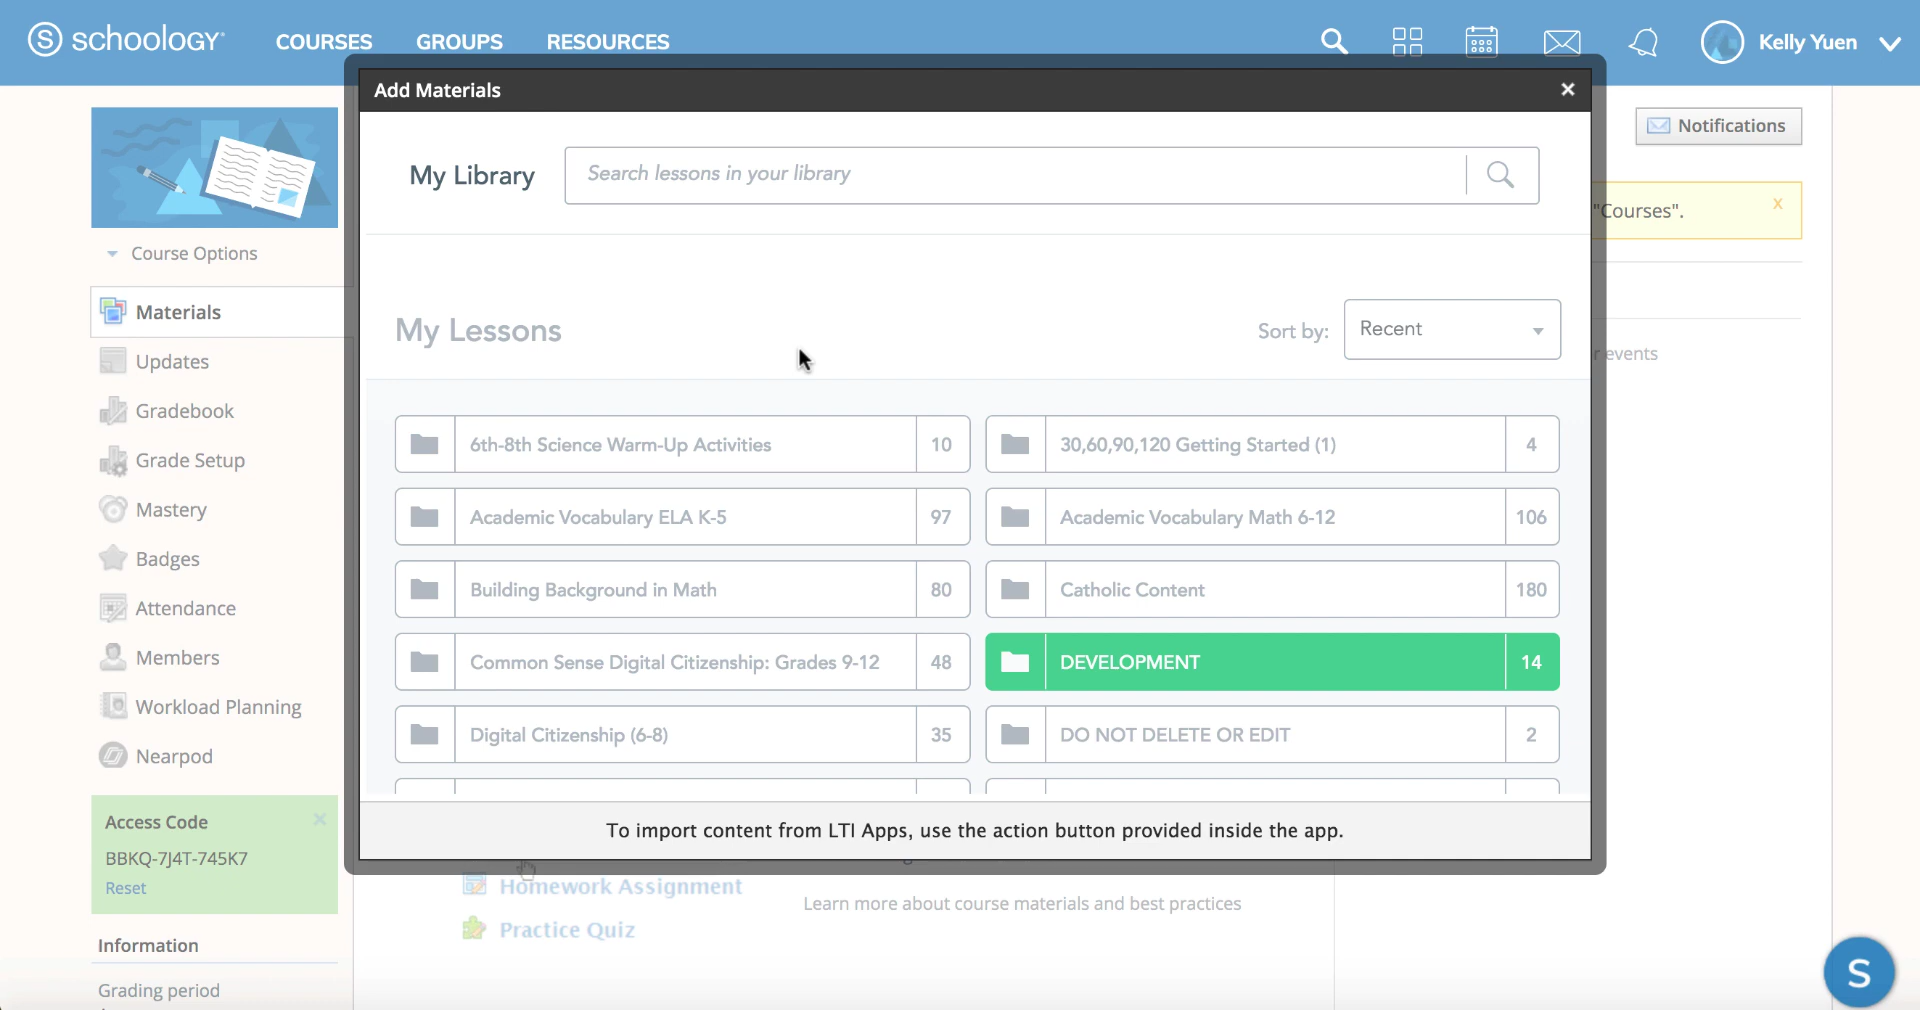 schoology
COURSES
GROUPS
RESOURCES
Kelly Yuen
Add Materials
Notifications
My Library
Search lessons in your library
"Courses".
x
Course Options
Materials
Updates
Gradebook
Grade Setup
Mastery
Badges
Attendance
Members
Workload Planning
Nearpod
Access Code
BBKQ-7J4T-745K7
Reset
Information
Grading period
My Lessons
Sort by:
Recent
events
6th-8th Science Warm-Up Activities 10
30,60,90,120 Getting Started (1) 4
Academic Vocabulary ELA K-5 97
Academic Vocabulary Math 6-12 106
Building Background in Math 80
Catholic Content 180
Common Sense Digital Citizenship: Grades 9-12 48
DEVELOPMENT 14
Digital Citizenship (6-8) 35
DO NOT DELETE OR EDIT 2
To import content from LTI Apps, use the action button provided inside the app.
Homework Assignment
Learn more about course materials and best practices
Practice Quiz
S